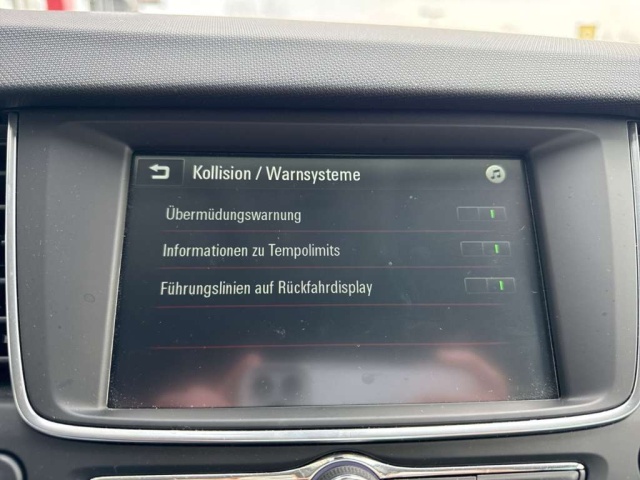 Kollision / Warnsysteme
Übermüdungswarnung
Informationen zu Tempolimits
Führungslinien auf Rückfahrdisplay